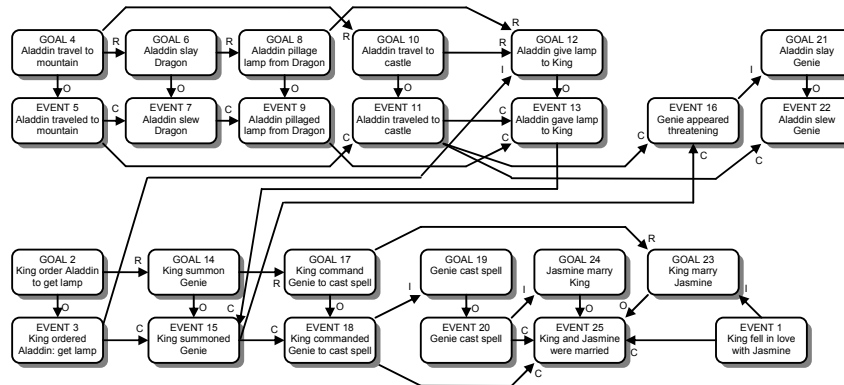 GOAL 4
Aladdin travel to
mountain
GOAL 6
Aladdin slay
Dragon
GOAL 8
Aladdin pillage
lamp from Dragon
GOAL 10
Aladdin travel to
castle
GOAL 12
Aladdin give lamp
to King
GOAL 21
Aladdin slay
Genie
R
R
R
R
R
I
I
O
O
O
O
O
O
EVENT 5
Aladdin traveled to
mountain
EVENT 7
Aladdin slew
Dragon
EVENT 9
Aladdin pillaged
lamp from Dragon
EVENT 11
Aladdin traveled to
castle
EVENT 13
Aladdin gave lamp
to King
EVENT 16
Genie appeared
threatening
EVENT 22
Aladdin slew
Genie
C
C
C
C
C
C
C
C
GOAL 2
King order Aladdin
to get lamp
GOAL 14
King summon
Genie
GOAL 17
King command
Genie to cast spell
GOAL 19
Genie cast spell
GOAL 24
Jasmine marry
King
GOAL 23
King marry
Jasmine
R
R
R
I
I
I
O
O
O
O
O
O
EVENT 3
King ordered
Aladdin: get lamp
EVENT 15
King summoned
Genie
EVENT 18
King commanded
Genie to cast spell
EVENT 20
Genie cast spell
EVENT 25
King and Jasmine
were married
EVENT 1
King fell in love
with Jasmine
C
C
C
C
C
C